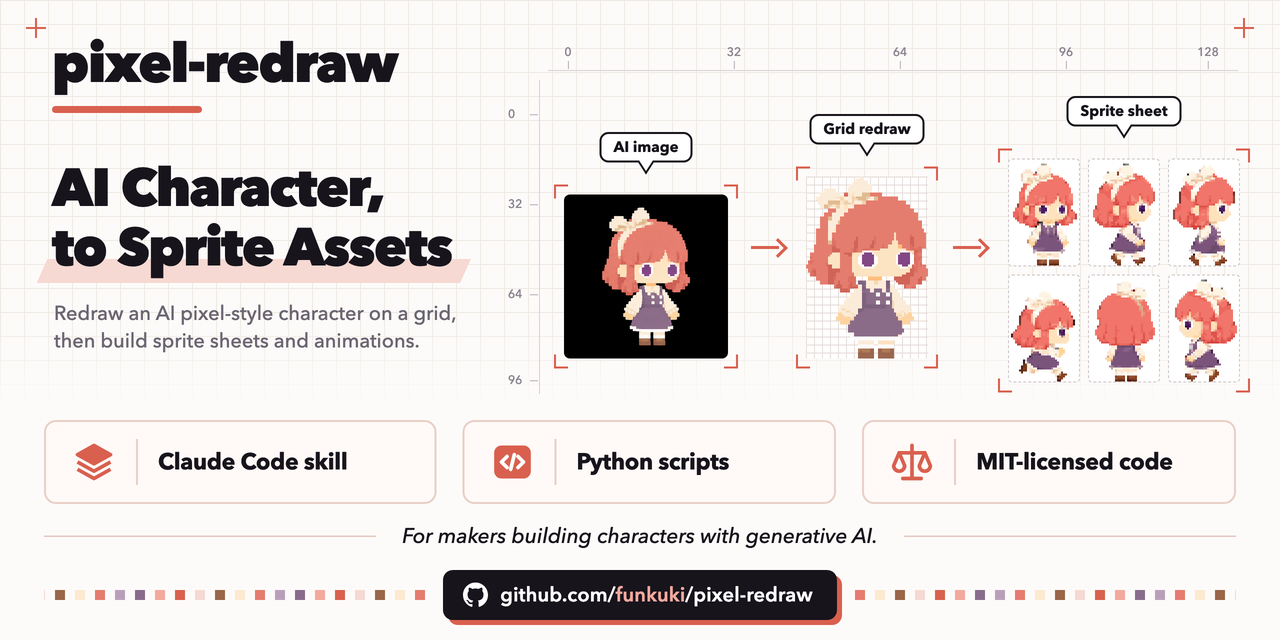 pixel-redraw
AI Character,
to Sprite Assets
Redraw an AI pixel-style character on a grid,
then build sprite sheets and animations.
0 32 64 96 128
0
32
64
96
AI image
Grid redraw
Sprite sheet
Claude Code skill
Python scripts
MIT-licensed code
For makers building characters with generative AI.
github.com/funkuki/pixel-redraw